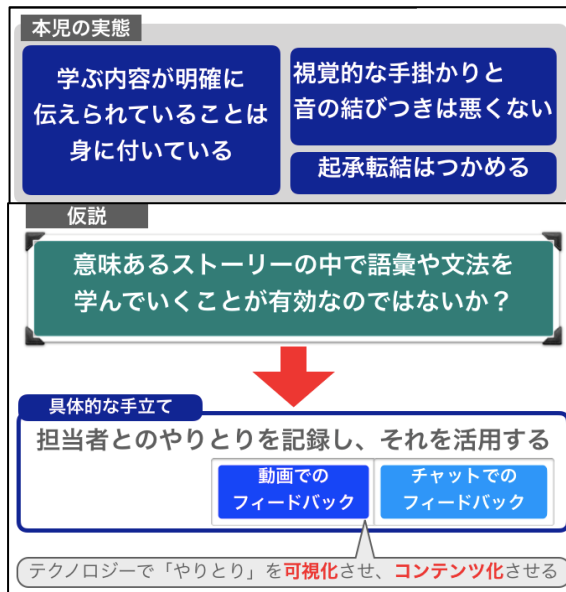 本児の実態
学ぶ内容が明確に
伝えられていることは
身に付いている
視覚的な手掛かりと
音の結びつきは悪くない
起承転結はつかめる
仮説
意味あるストーリーの中で語彙や文法を
学んでいくことが有効なのではないか？
具体的な手立て
担当者とのやりとりを記録し、それを活用する
動画での
フィードバック
チャットでの
フィードバック
テクノロジーで「やりとり」を可視化させ、コンテンツ化させる